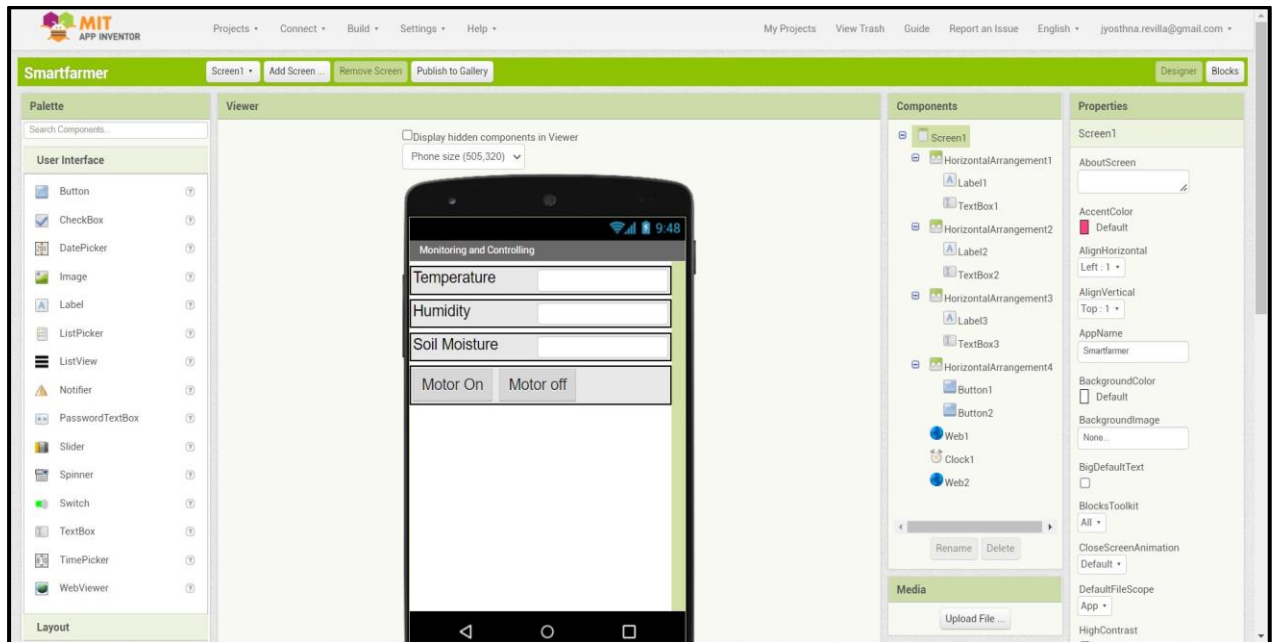 MIT
APP INVENTOR
Projects Connect Build Settings Help My Projects View Trash Guide Report an Issue English jyosthna.revilla@gmail.com
Smartfarmer Screen1 Add Screen ... Remove Screen Publish to Gallery Designer Blocks
Palette
Search Components...
User Interface
Button
CheckBox
DatePicker
Image
Label
ListPicker
ListView
Notifier
PasswordTextBox
Slider
Spinner
Switch
TextBox
TimePicker
WebViewer
Layout
Viewer
Display hidden components in Viewer
Phone size (505,320)
9:48
Monitoring and Controlling
Temperature
Humidity
Soil Moisture
Motor On Motor off
Components
Screen1
HorizontalArrangement1
Label1
TextBox1
HorizontalArrangement2
Label2
TextBox2
HorizontalArrangement3
Label3
TextBox3
HorizontalArrangement4
Button1
Button2
Web1
Clock1
Web2
Rename Delete
Media
Upload File ...
Properties
Screen1
AboutScreen
AccentColor
Default
AlignHorizontal
Left : 1
AlignVertical
Top : 1
AppName
Smartfarmer
BackgroundColor
Default
BackgroundImage
None...
BigDefaultText
BlocksToolkit
All
CloseScreenAnimation
Default
DefaultFileScope
App
HighContrast